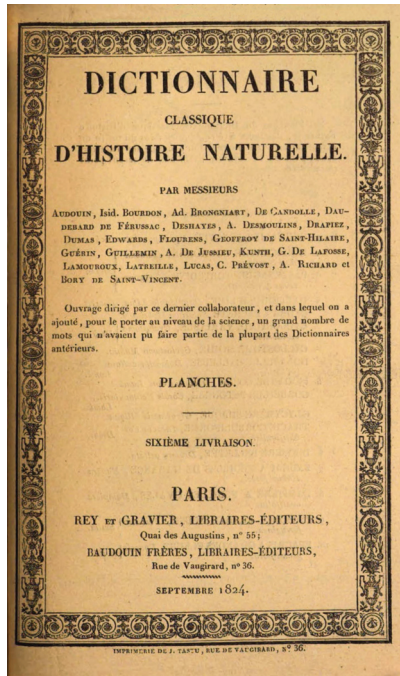 DICTIONNAIRE
CLASSIQUE
D'HISTOIRE NATURELLE.
PAR MESSIEURS
AUDOUIN, Isid. BOURDON, Ad. BRONGNIART, DE CANDOLLE, DAU-
DEBARD DE FÉRUSSAC, DESHAYES, A. DESMOULINS, DRAPIEZ,
DUMAS, EDWARDS, FLOURENS, GEOFFROY DE SAINT-HILAIRE,
GUÉRIN, GUILLEMIN, A. DE JUSSIEU, KUNTH, G. DE LAFOSSE,
LAMOUROUX, LATREILLE, LUCAS, C. PRÉVOST, A. RICHARD et
BORY DE SAINT-VINCENT.
Ouvrage dirigé par ce dernier collaborateur, et dans lequel on a
ajouté, pour le porter au niveau de la science, un grand nombre de
mots qui n'avaient pu faire partie de la plupart des Dictionnaires
antérieurs.
PLANCHES.
SIXIÈME LIVRAISON.
PARIS.
REY ET GRAVIER, LIBRAIRES-ÉDITEURS,
Quai des Augustins, nº 55;
BAUDOUIN FRÈRES, LIBRAIRES-ÉDITEURS,
Rue de Vaugirard, nº 36.
SEPTEMBRE 1824.
IMPRIMERIE DE J. TASTU, RUE DE VAUGIRARD, Nº 36.